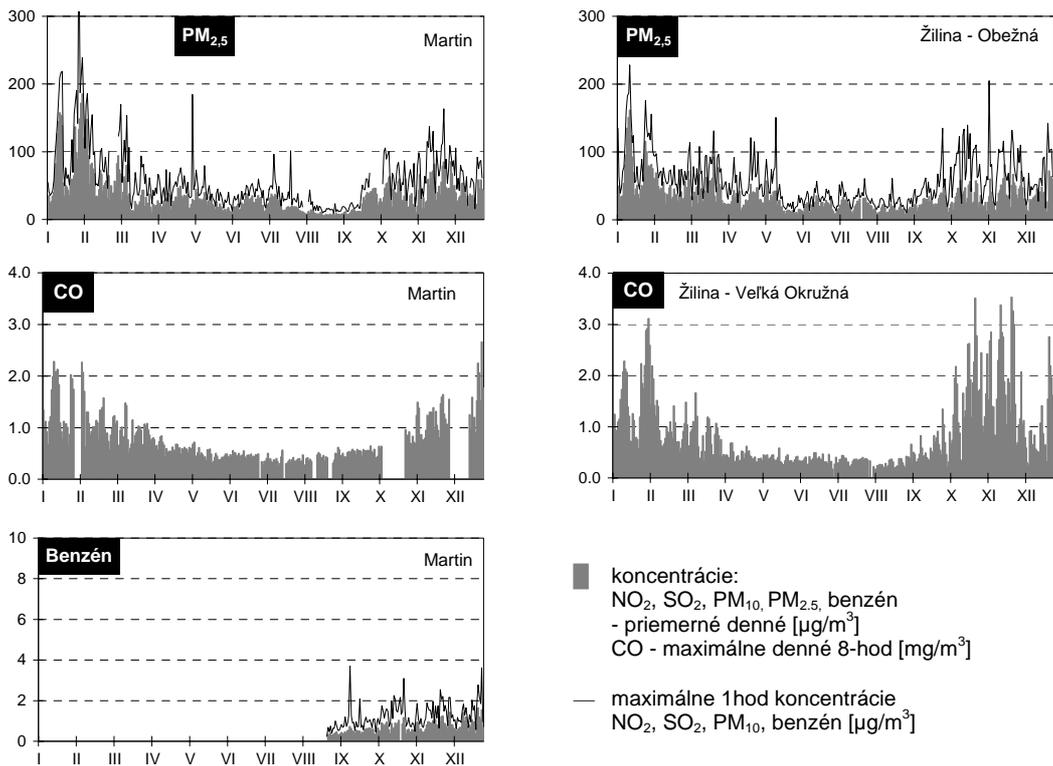 PM2,5
Martin
300
200
100
0
I II III IV V VI VII VIII IX X XI XII
PM2,5
Žilina - Obežná
300
200
100
0
I II III IV V VI VII VIII IX X XI XII
CO
Martin
4.0
3.0
2.0
1.0
0.0
I II III IV V VI VII VIII IX X XI XII
CO
Žilina - Veľká Okružná
4.0
3.0
2.0
1.0
0.0
I II III IV V VI VII VIII IX X XI XII
Benzén
Martin
10
8
6
4
2
0
I II III IV V VI VII VIII IX X XI XII
koncentrácie:
NO2, SO2, PM10, PM2.5, benzén
- priemerné denné [µg/m3]
CO - maximálne denné 8-hod [mg/m3]
maximálne 1hod koncentrácie
NO2, SO2, PM10, benzén [µg/m3]